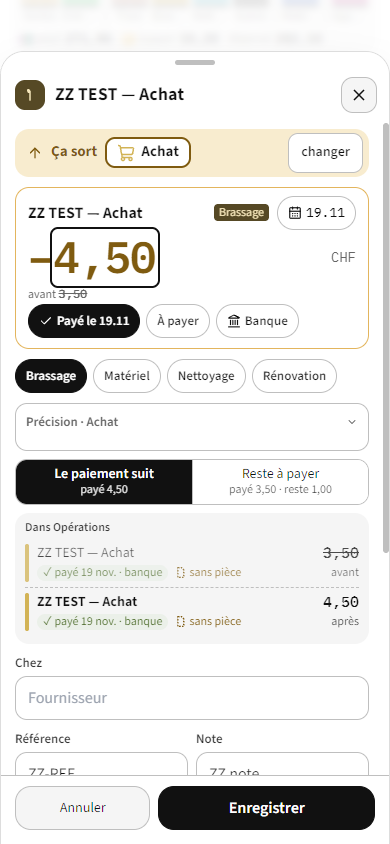 ZZ TEST — Achat
Ça sort
Achat
changer
ZZ TEST — Achat
Brassage
19.11
−4,50
CHF
avant 3,50
Payé le 19.11
À payer
Banque
Brassage
Matériel
Nettoyage
Rénovation
Précision · Achat
Le paiement suit
payé 4,50
Reste à payer
payé 3,50 · reste 1,00
Dans Opérations
ZZ TEST — Achat
3,50
✓ payé 19 nov. · banque
sans pièce
avant
ZZ TEST — Achat
4,50
✓ payé 19 nov. · banque
sans pièce
après
Chez
Fournisseur
Référence
Note
ZZ-REF
ZZ note
Annuler
Enregistrer